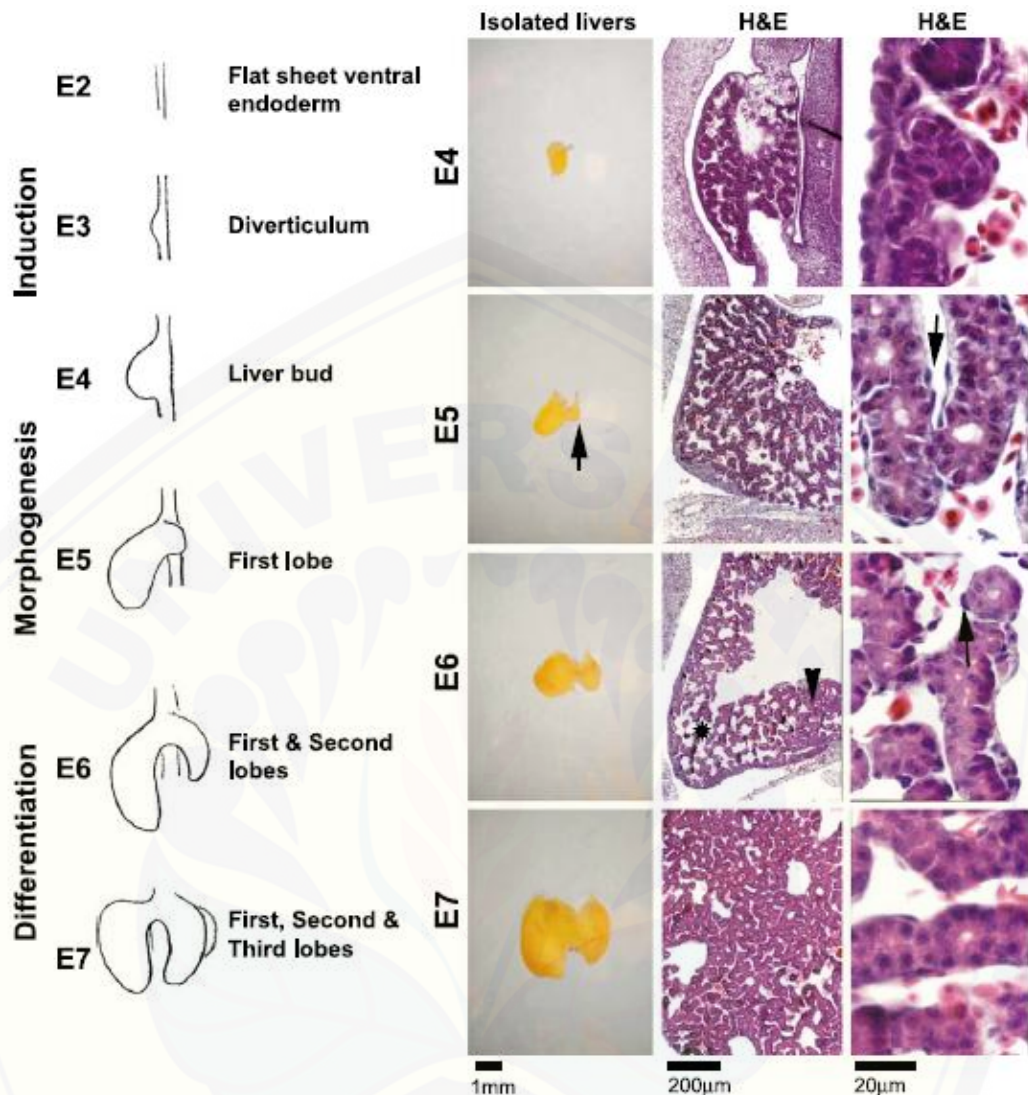 Isolated livers
H&E
H&E
Induction
Morphogenesis
Differentiation
E2
Flat sheet ventral
endoderm
E3
Diverticulum
E4
Liver bud
E5
First lobe
E6
First & Second
lobes
E7
First, Second &
Third lobes
E4
E5
E6
E7
1mm
200µm
20µm
UNIVERS